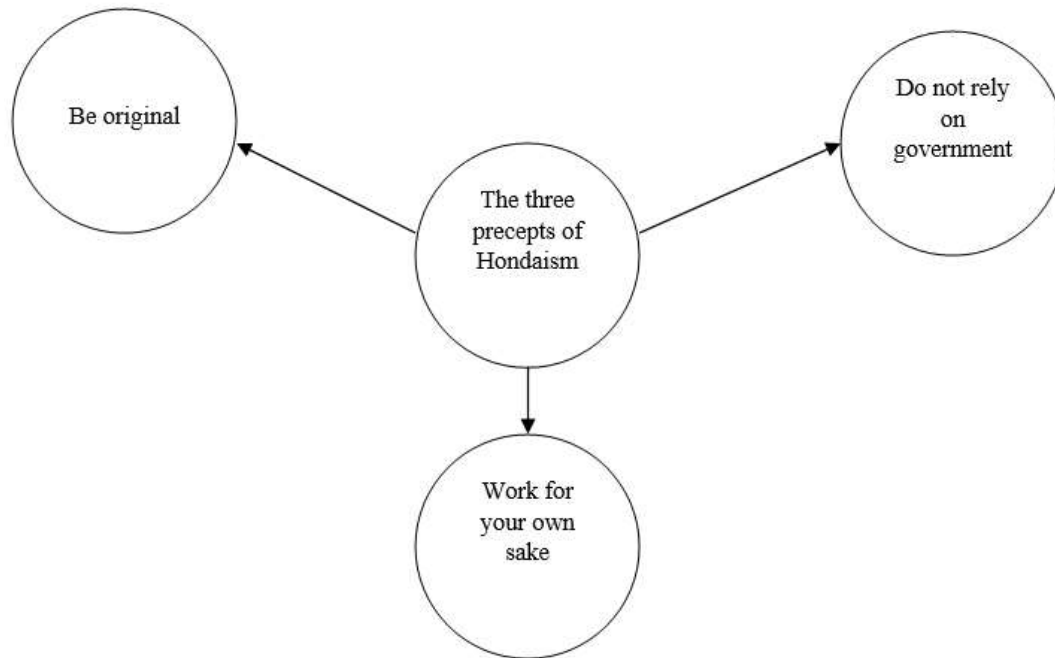 Be original
Do not rely
on
government
The three
precepts of
Hondaism
Work for
your own
sake